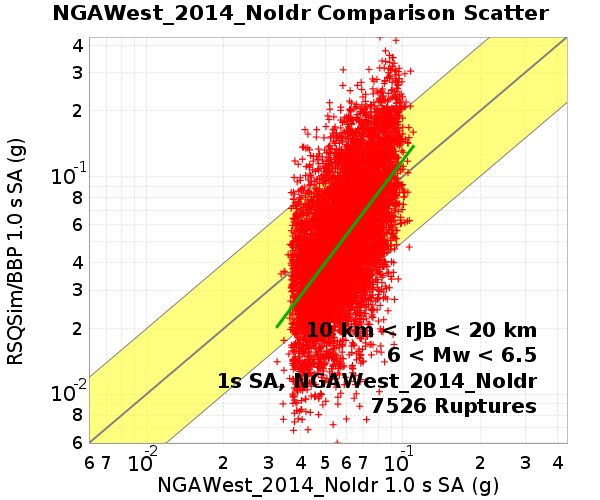 NGAWest_2014_NoIdr Comparison Scatter
RSQSim/BBP 1.0 s SA (g)
4
3
2
10-1
8
6
4
3
2
10-2
8
6
10 km < rJB < 20 km
6 < Mw < 6.5
1s SA, NGAWest_2014_NoIdr
7526 Ruptures
6 7 10-2 2 3 4 5 6 7 10-1 2 3 4
NGAWest_2014_NoIdr 1.0 s SA (g)